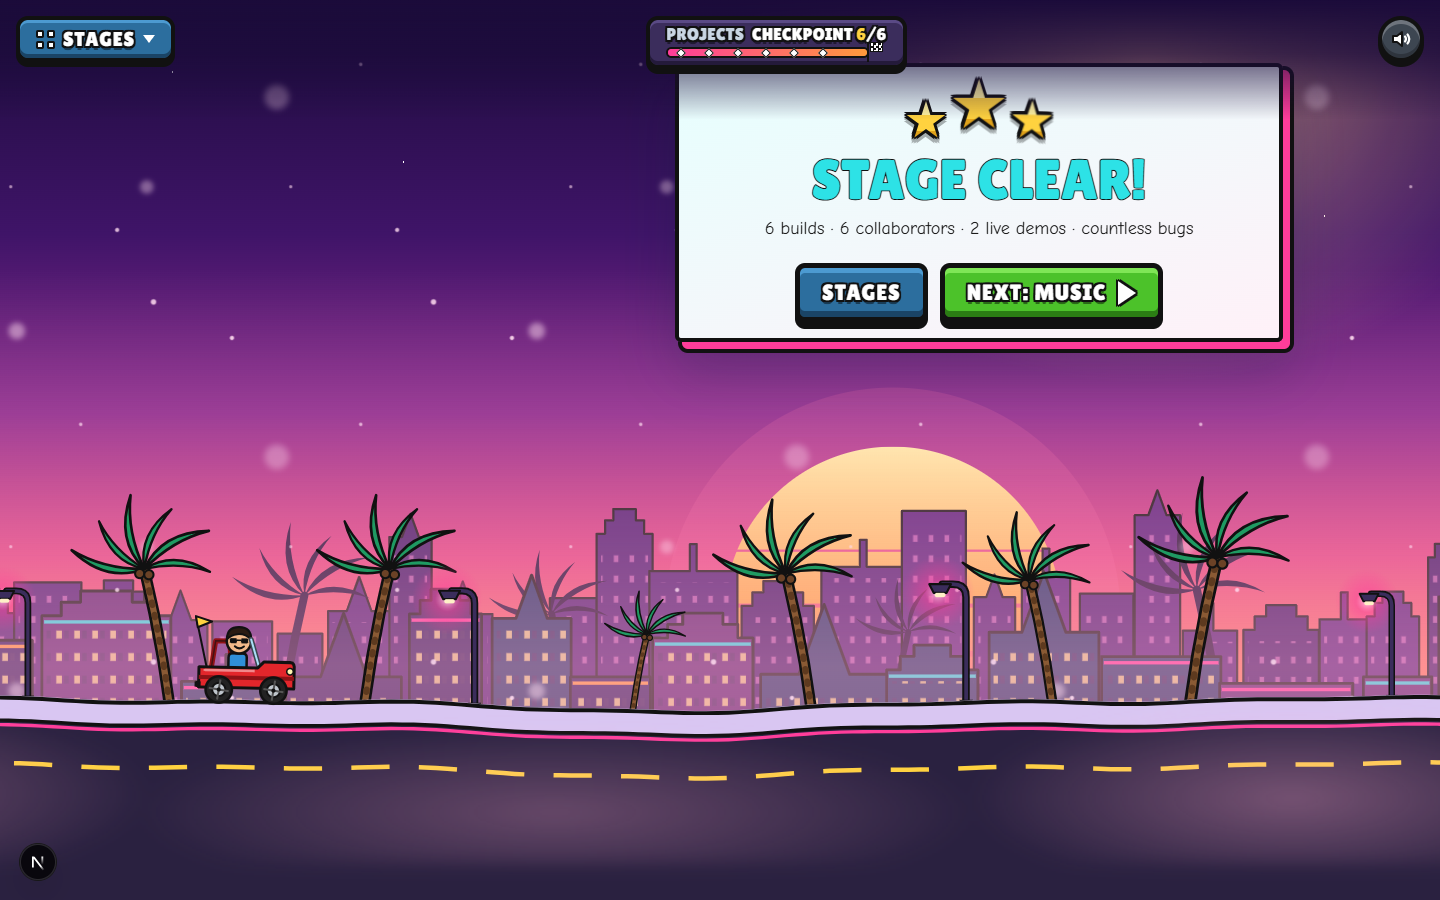 STAGES
PROJECTS CHECKPOINT 6/6
STAGE CLEAR!
6 builds · 6 collaborators · 2 live demos · countless bugs
STAGES
NEXT: MUSIC
N